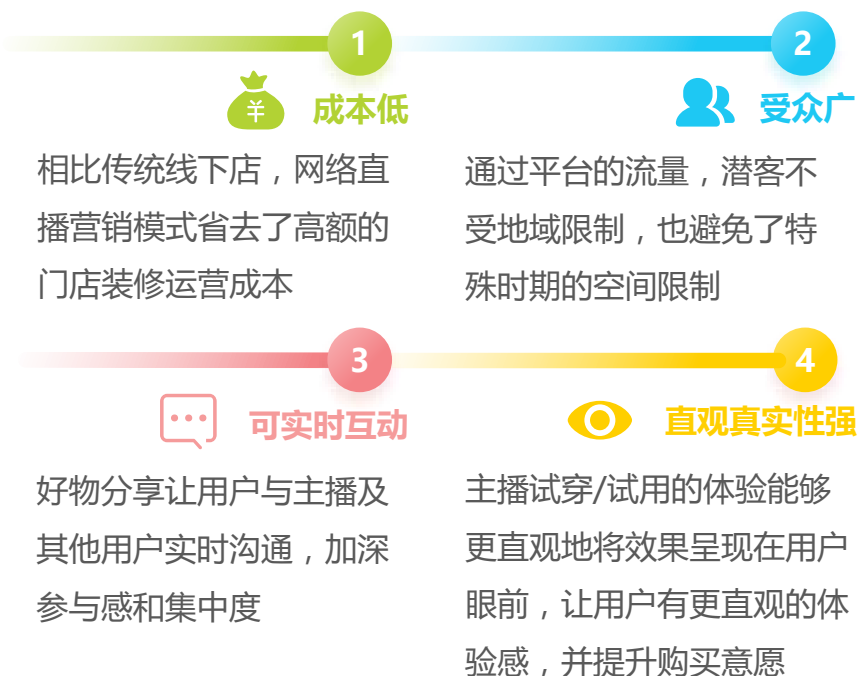 1
¥
成本低
相比传统线下店，网络直
播营销模式省去了高额的
门店装修运营成本
2
受众广
通过平台的流量，潜客不
受地域限制，也避免了特
殊时期的空间限制
3
可实时互动
好物分享让用户与主播及
其他用户实时沟通，加深
参与感和集中度
4
直观真实性强
主播试穿/试用的体验能够
更直观地将效果呈现在用户
眼前，让用户有更直观的体
验感，并提升购买意愿